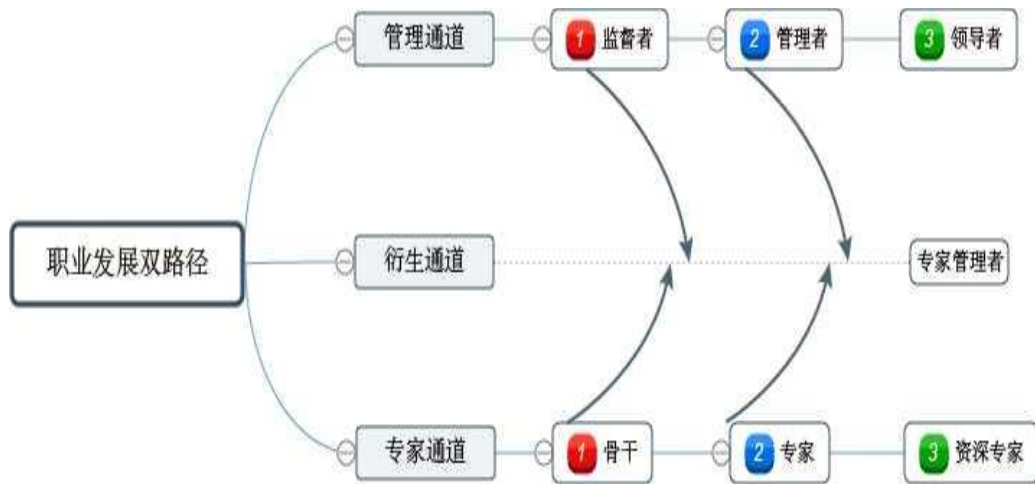 管理通道
1 监督者
2 管理者
3 领导者
职业发展双路径
衍生通道
专家管理者
专家通道
1 骨干
2 专家
3 资深专家